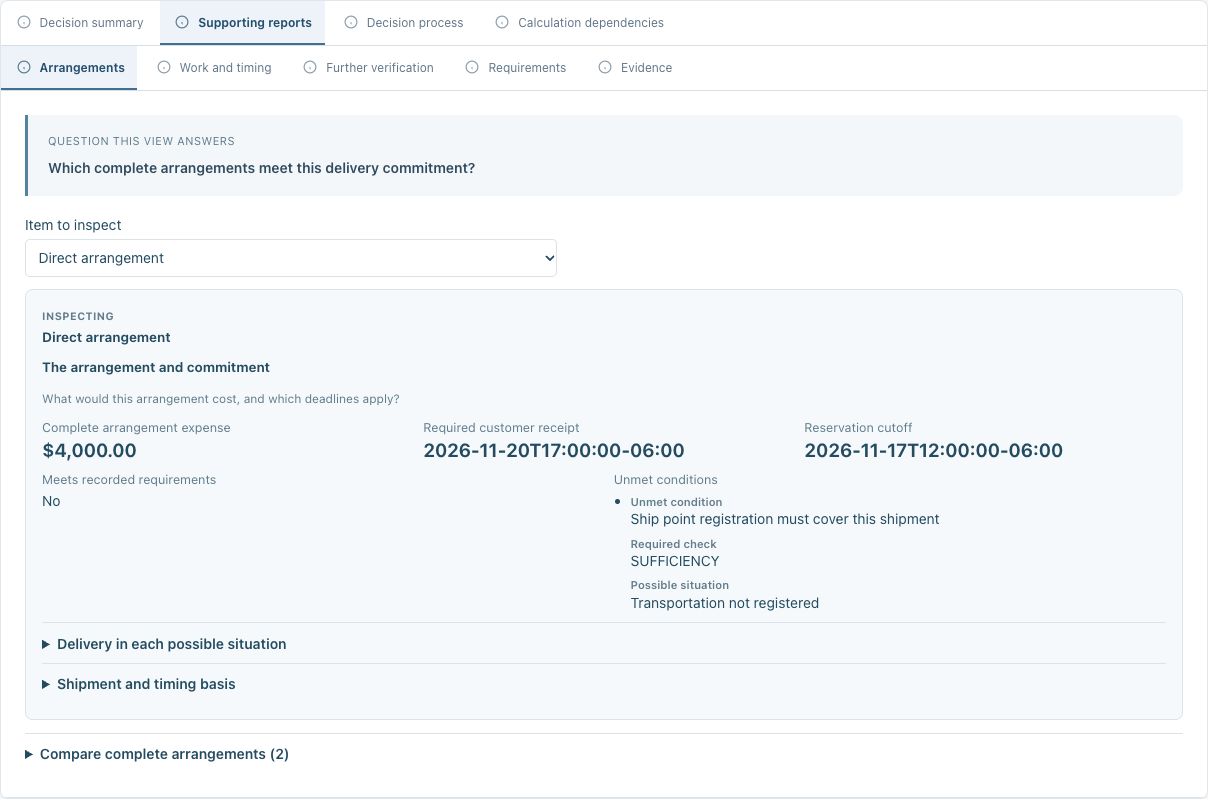 Decision summary
Supporting reports
Decision process
Calculation dependencies
Arrangements
Work and timing
Further verification
Requirements
Evidence
QUESTION THIS VIEW ANSWERS
Which complete arrangements meet this delivery commitment?
Item to inspect
Direct arrangement
INSPECTING
Direct arrangement
The arrangement and commitment
What would this arrangement cost, and which deadlines apply?
Complete arrangement expense
$4,000.00
Required customer receipt
2026-11-20T17:00:00-06:00
Reservation cutoff
2026-11-17T12:00:00-06:00
Meets recorded requirements
No
Unmet conditions
Unmet condition
Ship point registration must cover this shipment
Required check
SUFFICIENCY
Possible situation
Transportation not registered
Delivery in each possible situation
Shipment and timing basis
Compare complete arrangements (2)